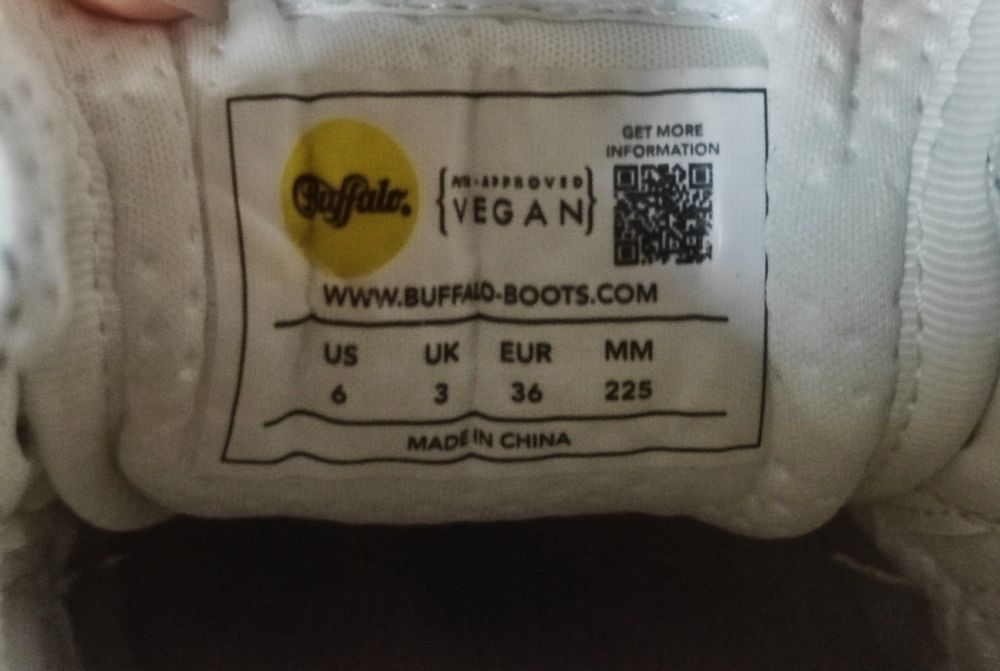 Buffalo.
PETA-APPROVED
VEGAN
GET MORE
INFORMATION
WWW.BUFFALO-BOOTS.COM
US UK EUR MM
6 3 36 225
MADE IN CHINA